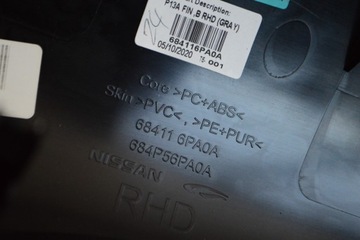 rt Description:
P13A FIN ,B RHD (GRAY)
684116PA0A
05/10/2020
001
Core >PC+ABS<
Skin >PVC< , >PE+PUR<
68411 6PA0A
684P56PA0A
NISSAN
RHD